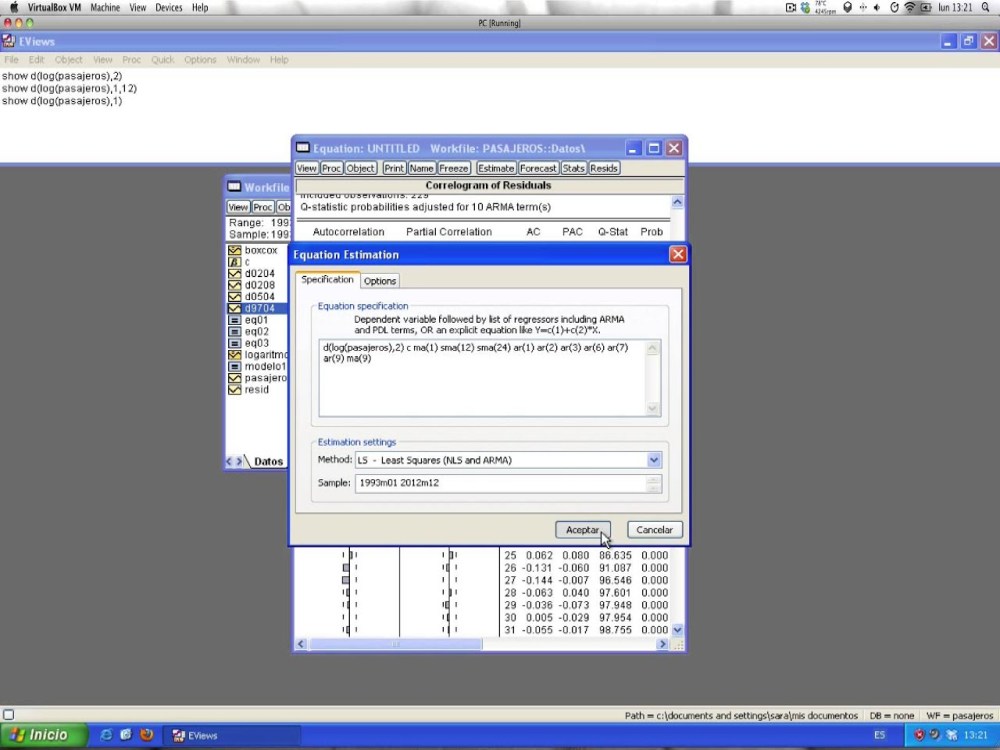 VirtualBox VM Machine View Devices Help
lun 13:21
PC [Running]
EViews
File Edit Object View Proc Quick Options Window Help
show d(log(pasajeros),2)
show d(log(pasajeros),1,12)
show d(log(pasajeros),1)
Equation: UNTITLED Workfile: PASAJEROS::Datos\
View Proc Object Print Name Freeze Estimate Forecast Stats Resids
Correlogram of Residuals
Included observations: 229
Q-statistic probabilities adjusted for 10 ARMA term(s)
Autocorrelation Partial Correlation AC PAC Q-Stat Prob
Workfile
View Proc Ob
Range: 199
Sample: 199
boxcox
c
d0204
d0208
d0504
d9704
eq01
eq02
eq03
logaritmo
modelo1
pasajero
resid
Datos
Equation Estimation
Specification Options
Equation specification
Dependent variable followed by list of regressors including ARMA
and PDL terms, OR an explicit equation like Y=c(1)+c(2)*X.
d(log(pasajeros),2) c ma(1) sma(12) sma(24) ar(1) ar(2) ar(3) ar(6) ar(7)
ar(9) ma(9)
Estimation settings
Method: LS - Least Squares (NLS and ARMA)
Sample: 1993m01 2012m12
Aceptar Cancelar
25 0.062 0.080 86.635 0.000
26 -0.131 -0.060 91.087 0.000
27 -0.144 -0.007 96.546 0.000
28 -0.063 0.040 97.601 0.000
29 -0.036 -0.073 97.948 0.000
30 0.005 -0.029 97.954 0.000
31 -0.055 -0.017 98.755 0.000
Path = c:\documents and settings\sara\mis documentos DB = none WF = pasajeros
Inicio EViews ES 13:21